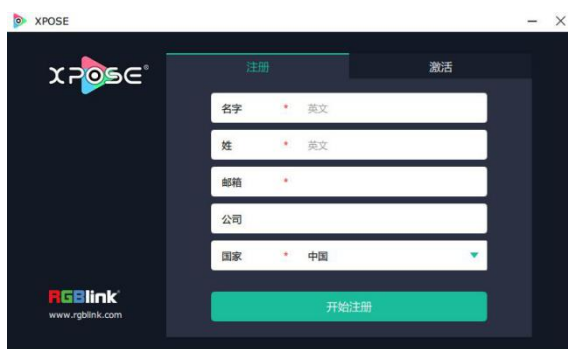 XPOSE
XPOSE®
注册
激活
名字 * 英文
姓 * 英文
邮箱 *
公司
国家 * 中国
开始注册
RGBlink®
www.rgblink.com